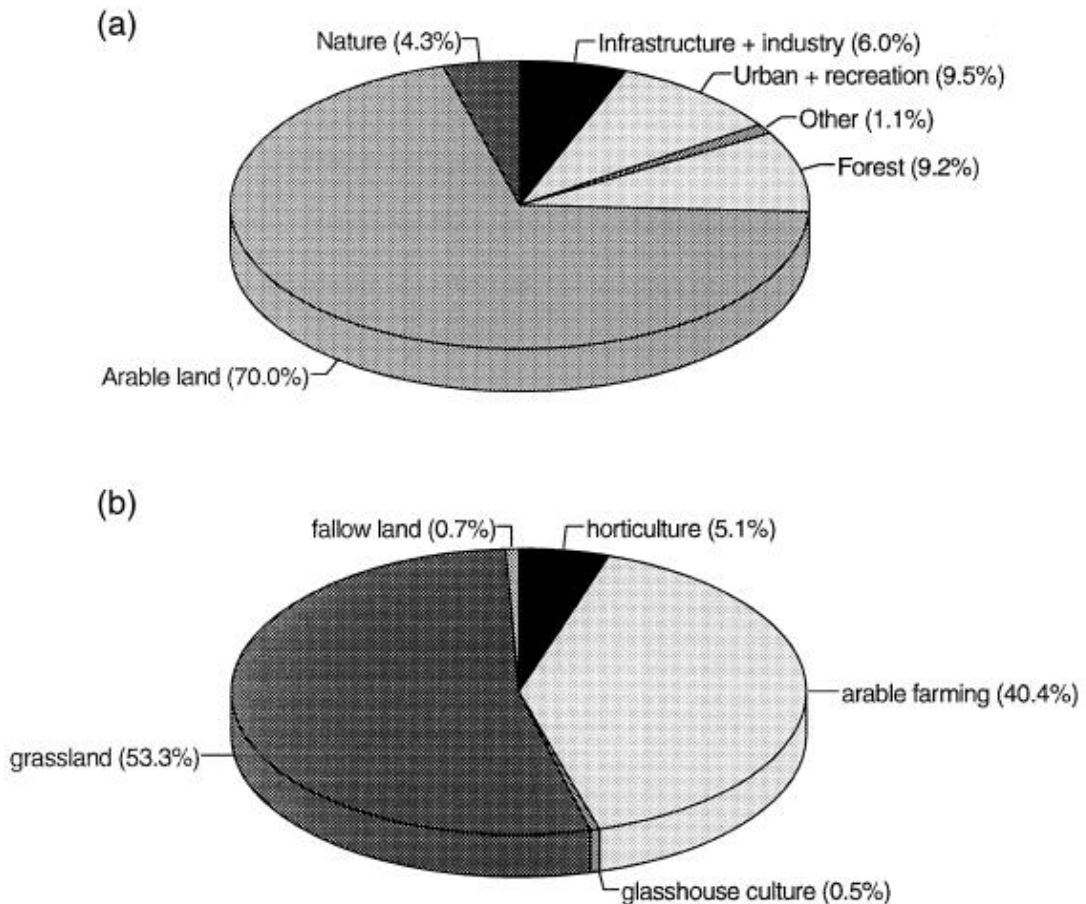 (a)
Nature (4.3%)
Infrastructure + industry (6.0%)
Urban + recreation (9.5%)
Other (1.1%)
Forest (9.2%)
Arable land (70.0%)
(b)
fallow land (0.7%)
horticulture (5.1%)
arable farming (40.4%)
grassland (53.3%)
glasshouse culture (0.5%)